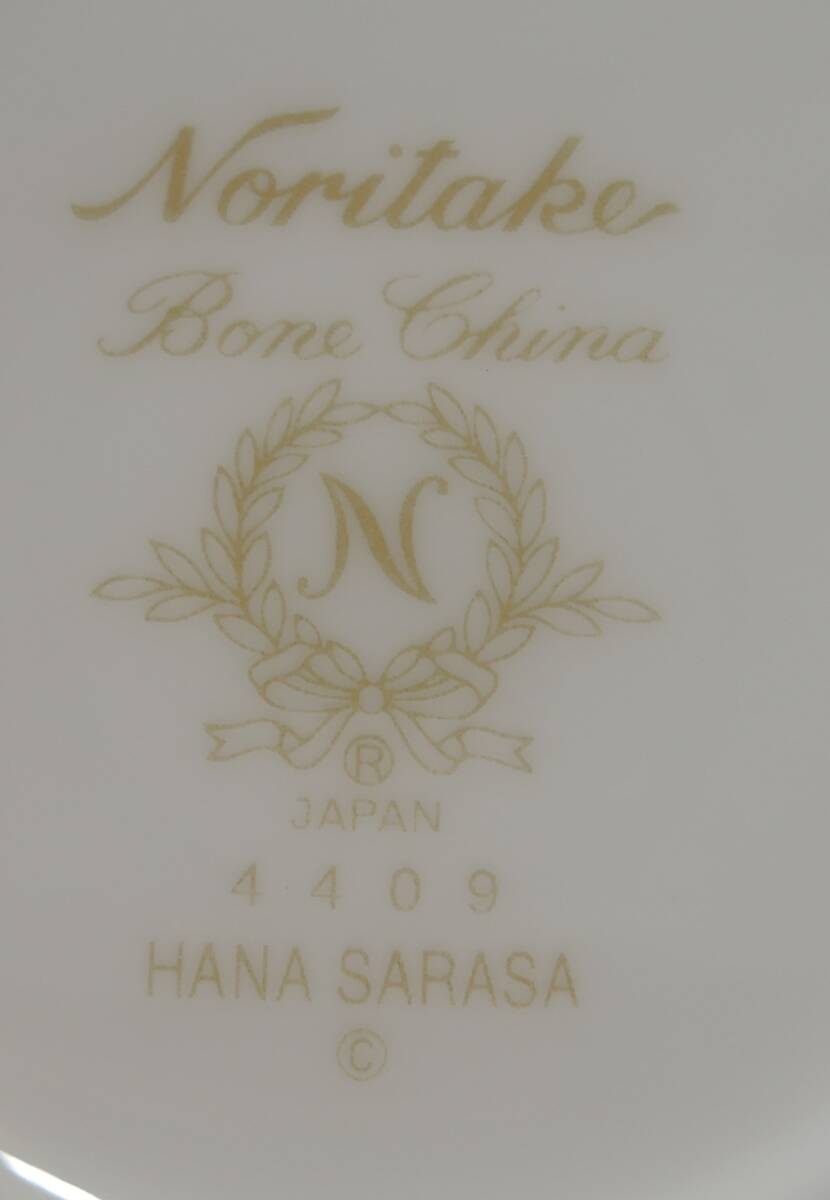 Noritake
Bone China
N
®
JAPAN
4409
HANA SARASA
©